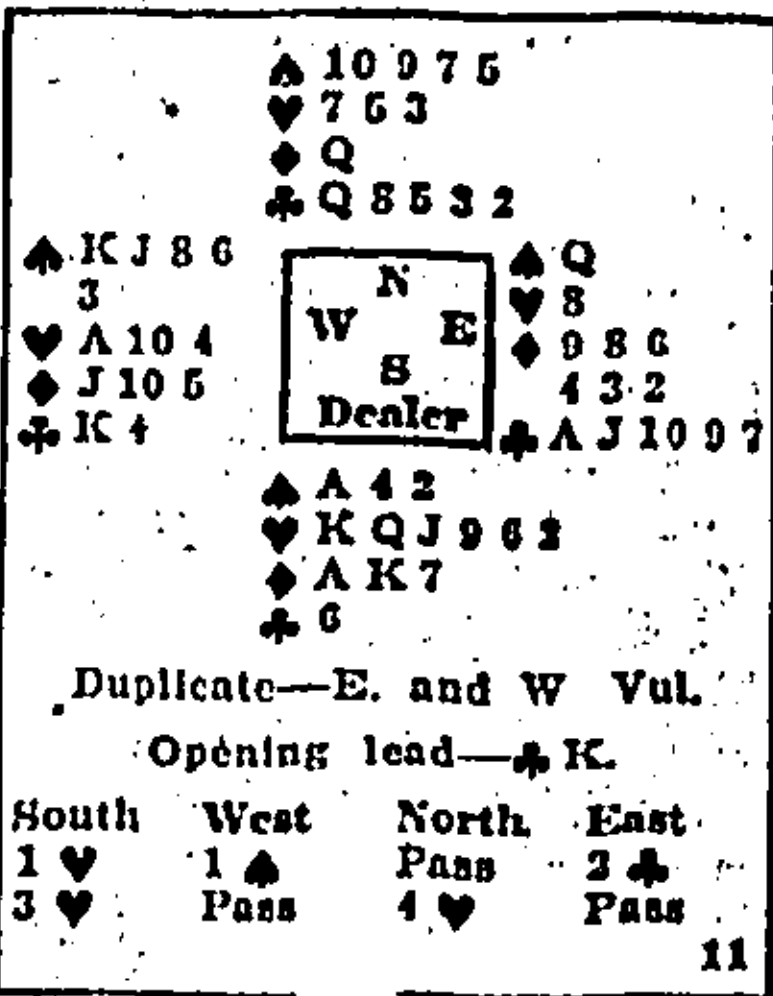 ♠ 10 9 7 5
♥ 7 5 3
♦ Q
♣ Q 8 5 3 2
♠ K J 8 6
3
♥ A 10 4
♦ J 10 5
♣ K 4
N
W E
S
Dealer
♠ Q
♥ 8
♦ 9 8 6
4 3 2
♣ A J 10 9 7
♠ A 4 2
♥ K Q J 9 6 2
♦ A K 7
♣ 6
Duplicate—E. and W Vul.
Opening lead—♣ K.
South West North East
1 ♥ 1 ♠ Pass 2 ♣
3 ♥ Pass 4 ♥ Pass
11